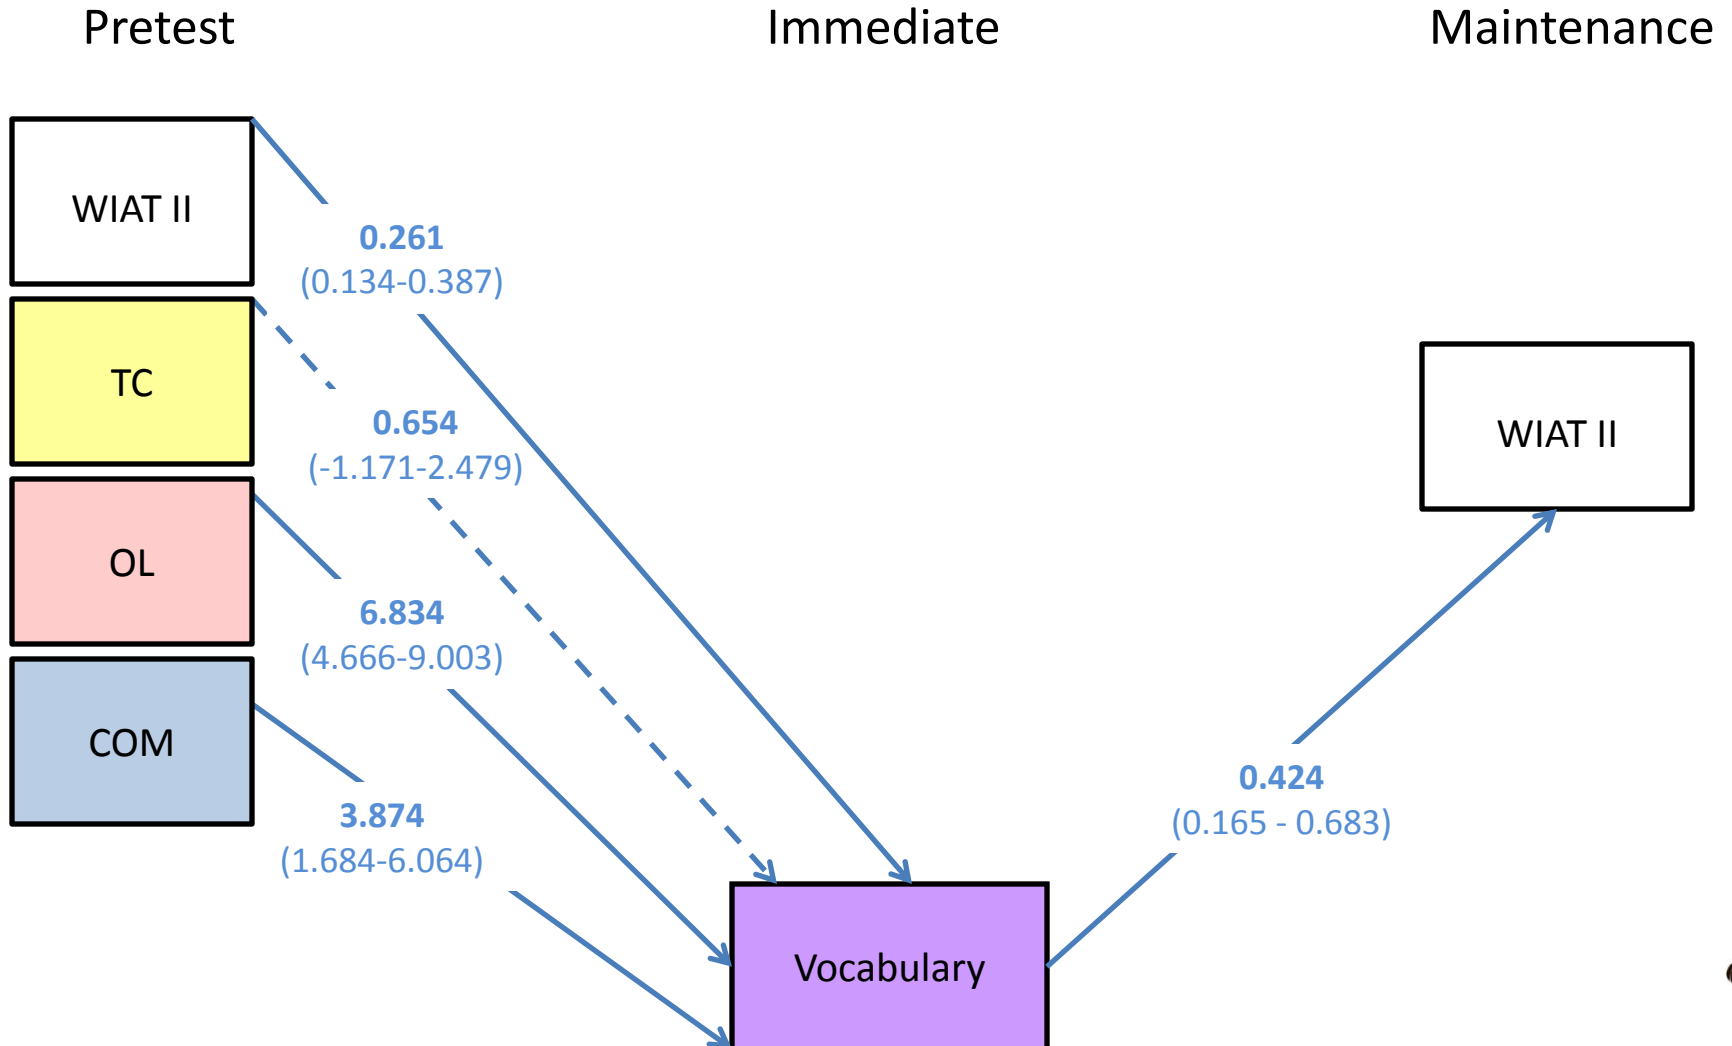 Pretest Immediate Maintenance
WIAT II
0.261
(0.134-0.387)
TC
0.654
(-1.171-2.479)
WIAT II
OL
6.834
(4.666-9.003)
COM
3.874
(1.684-6.064)
0.424
(0.165 - 0.683)
Vocabulary